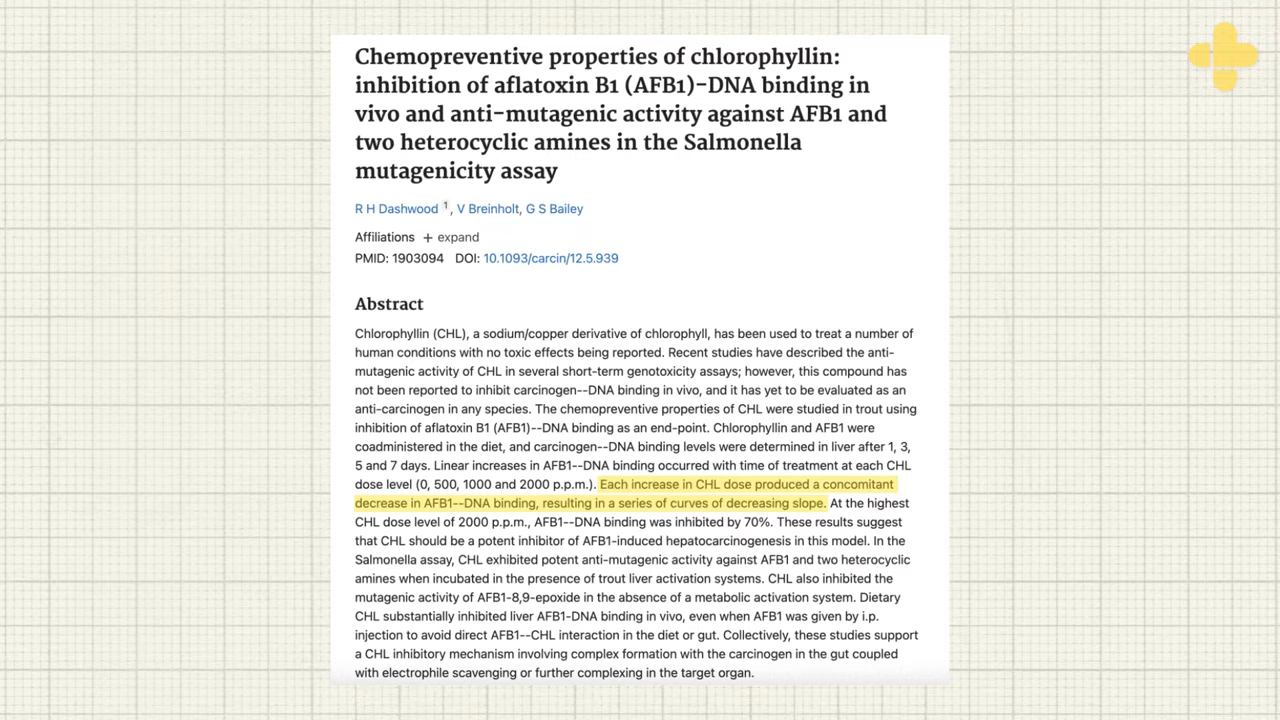 Chemopreventive properties of chlorophyllin:
inhibition of aflatoxin B1 (AFB1)-DNA binding in
vivo and anti-mutagenic activity against AFB1 and
two heterocyclic amines in the Salmonella
mutagenicity assay
R H Dashwood 1, V Breinholt, G S Bailey
Affiliations + expand
PMID: 1903094 DOI: 10.1093/carcin/12.5.939
Abstract
Chlorophyllin (CHL), a sodium/copper derivative of chlorophyll, has been used to treat a number of
human conditions with no toxic effects being reported. Recent studies have described the anti-
mutagenic activity of CHL in several short-term genotoxicity assays; however, this compound has
not been reported to inhibit carcinogen--DNA binding in vivo, and it has yet to be evaluated as an
anti-carcinogen in any species. The chemopreventive properties of CHL were studied in trout using
inhibition of aflatoxin B1 (AFB1)--DNA binding as an end-point. Chlorophyllin and AFB1 were
coadministered in the diet, and carcinogen--DNA binding levels were determined in liver after 1, 3,
5 and 7 days. Linear increases in AFB1--DNA binding occurred with time of treatment at each CHL
dose level (0, 500, 1000 and 2000 p.p.m.). Each increase in CHL dose produced a concomitant
decrease in AFB1--DNA binding, resulting in a series of curves of decreasing slope. At the highest
CHL dose level of 2000 p.p.m., AFB1--DNA binding was inhibited by 70%. These results suggest
that CHL should be a potent inhibitor of AFB1-induced hepatocarcinogenesis in this model. In the
Salmonella assay, CHL exhibited potent anti-mutagenic activity against AFB1 and two heterocyclic
amines when incubated in the presence of trout liver activation systems. CHL also inhibited the
mutagenic activity of AFB1-8,9-epoxide in the absence of a metabolic activation system. Dietary
CHL substantially inhibited liver AFB1-DNA binding in vivo, even when AFB1 was given by i.p.
injection to avoid direct AFB1--CHL interaction in the diet or gut. Collectively, these studies support
a CHL inhibitory mechanism involving complex formation with the carcinogen in the gut coupled
with electrophile scavenging or further complexing in the target organ.